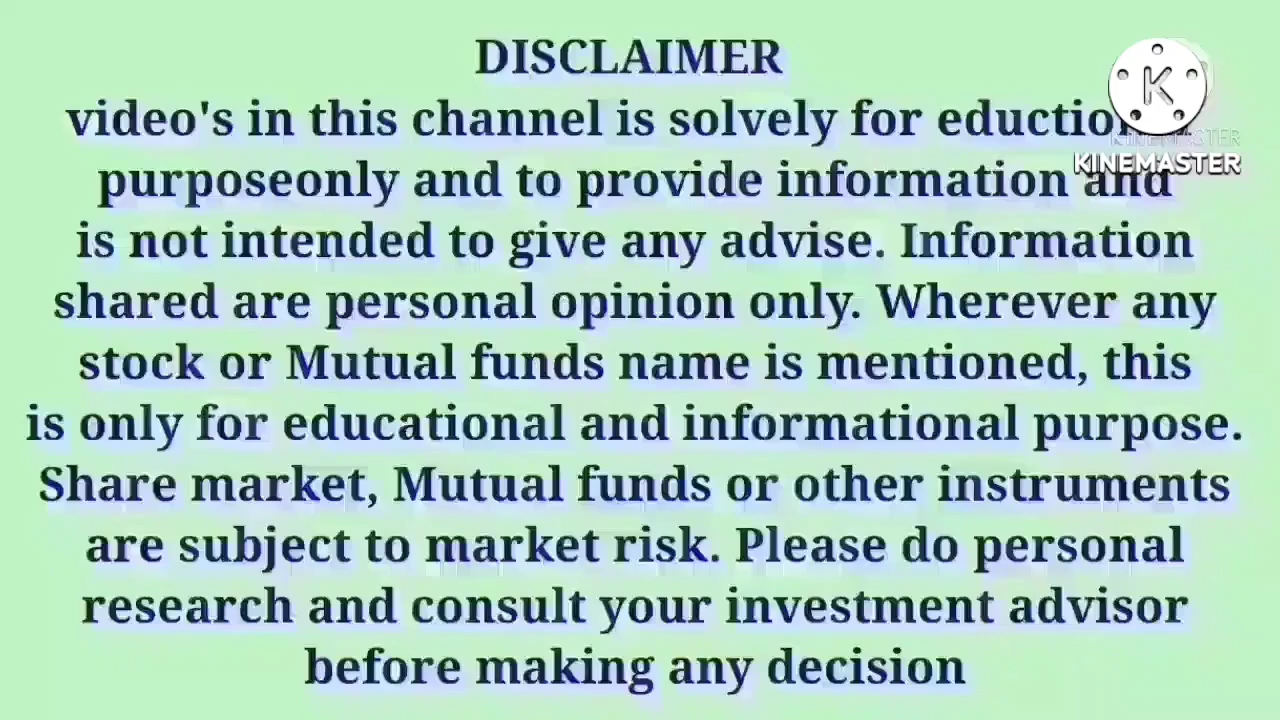 DISCLAIMER
video's in this channel is solvely for eduction
purposeonly and to provide information and
is not intended to give any advise. Information
shared are personal opinion only. Wherever any
stock or Mutual funds name is mentioned, this
is only for educational and informational purpose.
Share market, Mutual funds or other instruments
are subject to market risk. Please do personal
research and consult your investment advisor
before making any decision
K
KINEMASTER